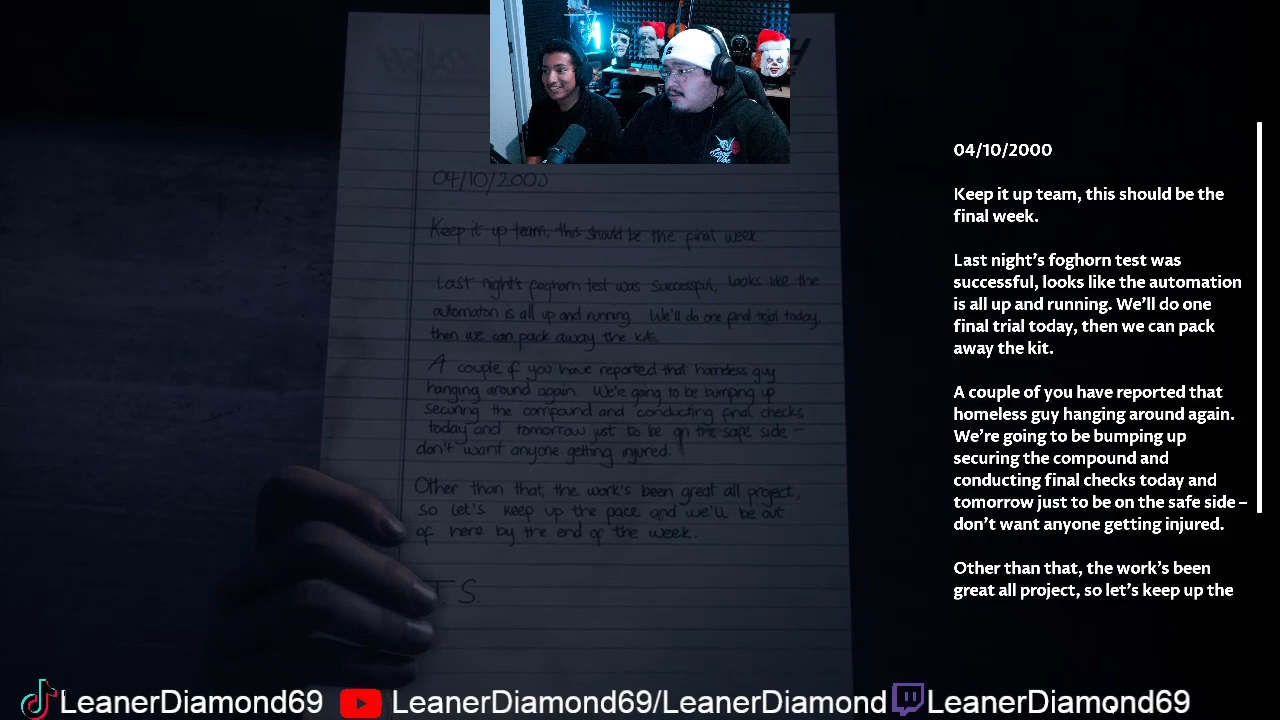 04/10/2000
Keep it up team, this should be the final week.
Last night's foghorn test was successful, looks like the
automation is all up and running. We'll do one final trial today,
then we can pack away the kit.
A couple of you have reported that homeless guy
hanging around again. We're going to be bumping up
securing the compound and conducting final checks
today and tomorrow just to be on the safe side –
don't want anyone getting injured.
Other than that, the work's been great all project,
so let's keep up the pace and we'll be out
of here by the end of the week.
T.S.
04/10/2000
Keep it up team, this should be the
final week.
Last night's foghorn test was
successful, looks like the automation
is all up and running. We'll do one
final trial today, then we can pack
away the kit.
A couple of you have reported that
homeless guy hanging around again.
We're going to be bumping up
securing the compound and
conducting final checks today and
tomorrow just to be on the safe side –
don't want anyone getting injured.
Other than that, the work's been
great all project, so let's keep up the
LeanerDiamond69 LeanerDiamond69/LeanerDiamond LeanerDiamond69